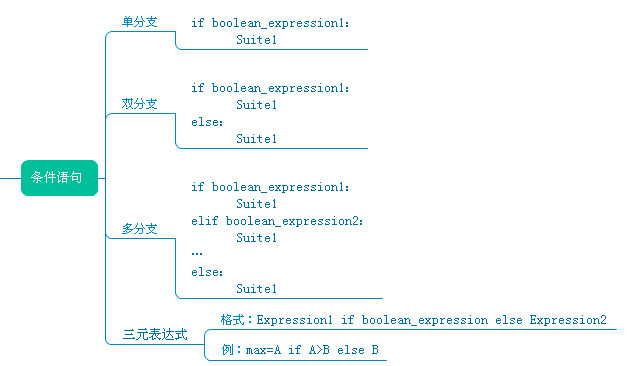 条件语句
单分支
if boolean_expression1:
Suite1
双分支
if boolean_expression1:
Suite1
else:
Suite1
多分支
if boolean_expression1:
Suite1
elif boolean_expression2:
Suite1
…
else:
Suite1
三元表达式
格式：Expression1 if boolean_expression else Expression2
例：max=A if A>B else B